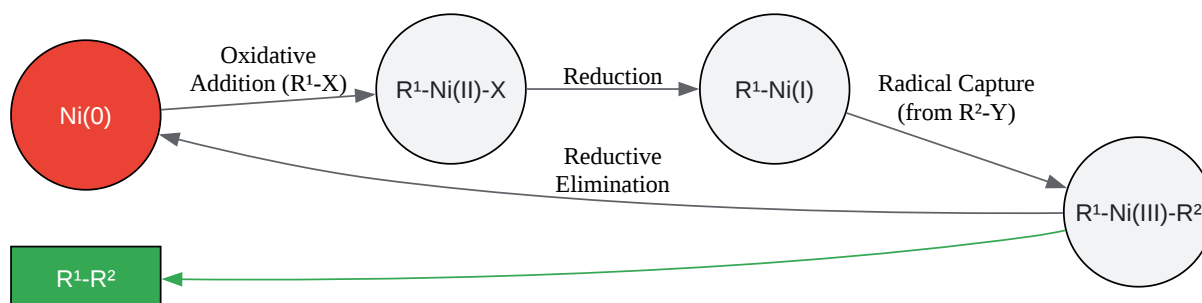 Ni(0)
Oxidative
Addition (R¹-X)
R¹-Ni(II)-X
Reduction
R¹-Ni(I)
Radical Capture
(from R²-Y)
R¹-Ni(III)-R²
Reductive
Elimination
R¹-R²